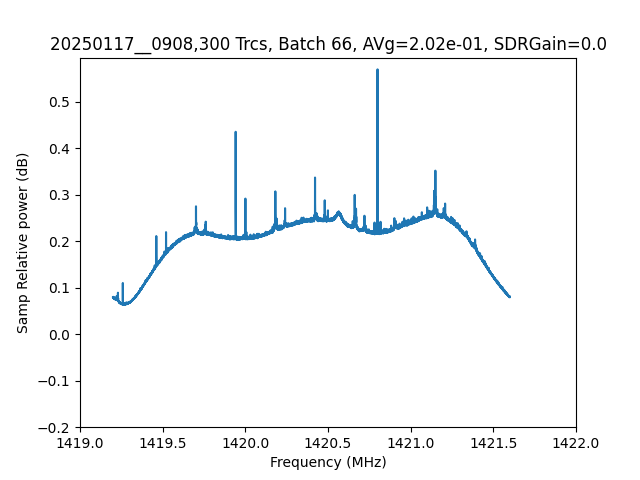 20250117__0908,300 Trcs, Batch 66, AVg=2.02e-01, SDRGain=0.0
Samp Relative power (dB)
0.5
0.4
0.3
0.2
0.1
0.0
−0.1
−0.2
1419.0 1419.5 1420.0 1420.5 1421.0 1421.5 1422.0
Frequency (MHz)